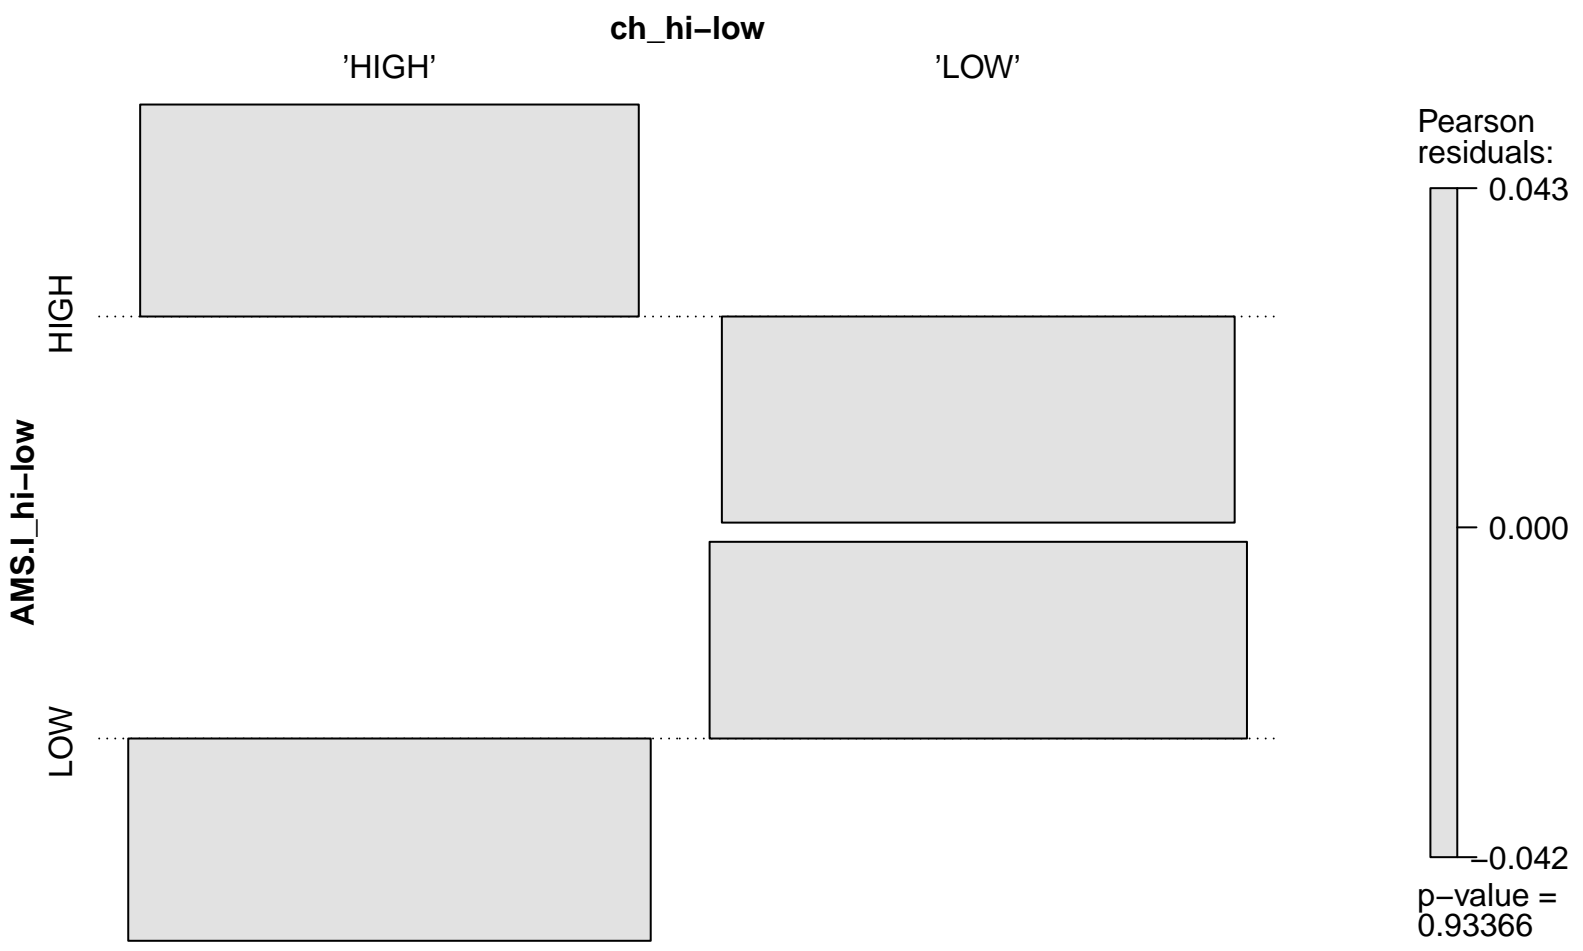 ch_hi−low
’HIGH’ ’LOW’
AMS.I_hi−low
HIGH
LOW
Pearson
residuals:
0.043
0.000
−0.042
p−value =
0.93366